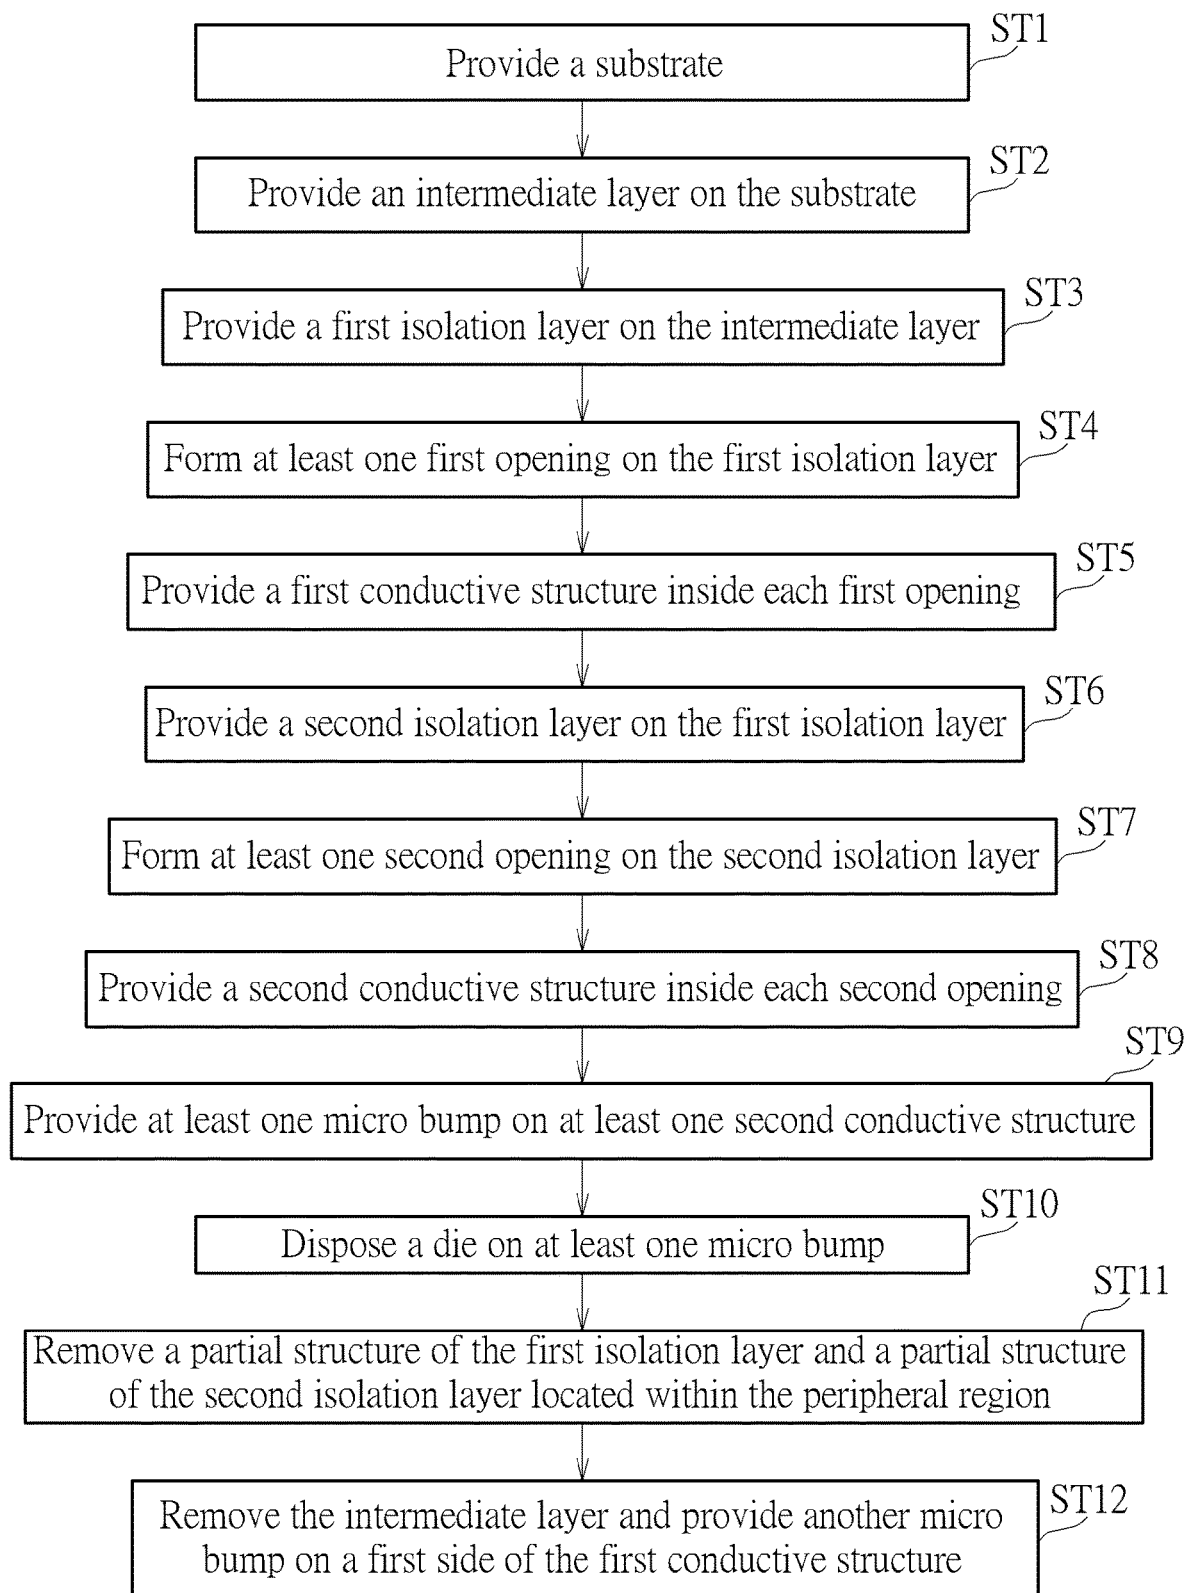 ST1
Provide a substrate
ST2
Provide an intermediate layer on the substrate
ST3
Provide a first isolation layer on the intermediate layer
ST4
Form at least one first opening on the first isolation layer
ST5
Provide a first conductive structure inside each first opening
ST6
Provide a second isolation layer on the first isolation layer
ST7
Form at least one second opening on the second isolation layer
ST8
Provide a second conductive structure inside each second opening
ST9
Provide at least one micro bump on at least one second conductive structure
ST10
Dispose a die on at least one micro bump
ST11
Remove a partial structure of the first isolation layer and a partial structure
of the second isolation layer located within the peripheral region
ST12
Remove the intermediate layer and provide another micro
bump on a first side of the first conductive structure